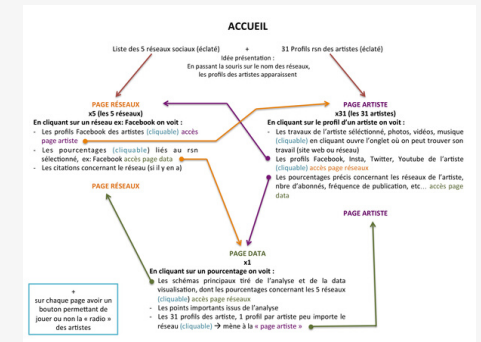 ACCUEIL
Liste des 5 réseaux sociaux (éclaté) + 31 Profils rsn des artistes (éclaté)
Idée présentation :
En passant la souris sur le nom des réseaux,
les profils des artistes apparaissent
PAGE RÉSEAUX
x5 (les 5 réseaux)
En cliquant sur un réseau ex: Facebook on voit :
- Les profils Facebook des artistes (cliquable) accès
page artiste
- Les pourcentages (cliquable) liés au rsn
sélectionné, ex: Facebook accès page data
- Les citations concernant le réseau (si il y en a)
PAGE ARTISTE
x31 (les 31 artistes)
En cliquant sur le profil d'un artiste on voit :
- Les travaux de l'artiste sélectionné, photos, vidéos, musique
(cliquable) en cliquant ouvre l'onglet où on peut trouver son
travail (site web ou réseau)
- Les profils Facebook, Insta, Twitter, Youtube de l'artiste
(cliquable) accès page réseaux
- Les pourcentages précis concernant les réseaux de l'artiste,
nbre d'abonnés, fréquence de publication, etc... accès page
data
PAGE RÉSEAUX
PAGE ARTISTE
PAGE DATA
x1
En cliquant sur un pourcentage on voit :
- Les schémas principaux tiré de l'analyse et de la data
visualisation, dont les pourcentages concernant les 5 réseaux
(cliquable) accès page réseaux
- Les points importants issus de l'analyse
- Les 31 profils des artiste, 1 profil par artiste peu importe le
réseau (cliquable) → mène à la « page artiste »
+
sur chaque page avoir un
bouton permettant de
jouer ou non la « radio »
des artistes